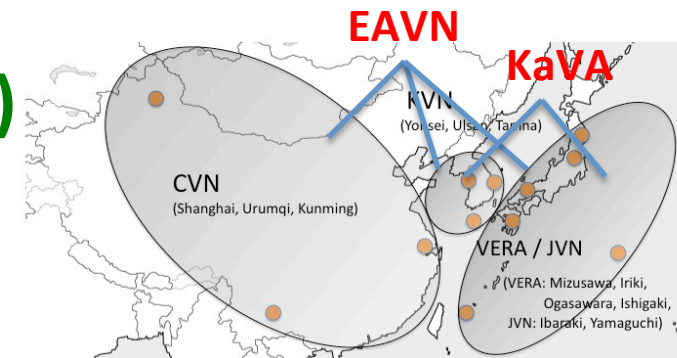 EAVN
KaVA
)
KVN
(Yonsei, Ulsan, Tamna)
CVN
(Shanghai, Urumqi, Kunming)
VERA / JVN
(VERA: Mizusawa, Iriki,
Ogasawara, Ishigaki,
JVN: Ibaraki, Yamaguchi)